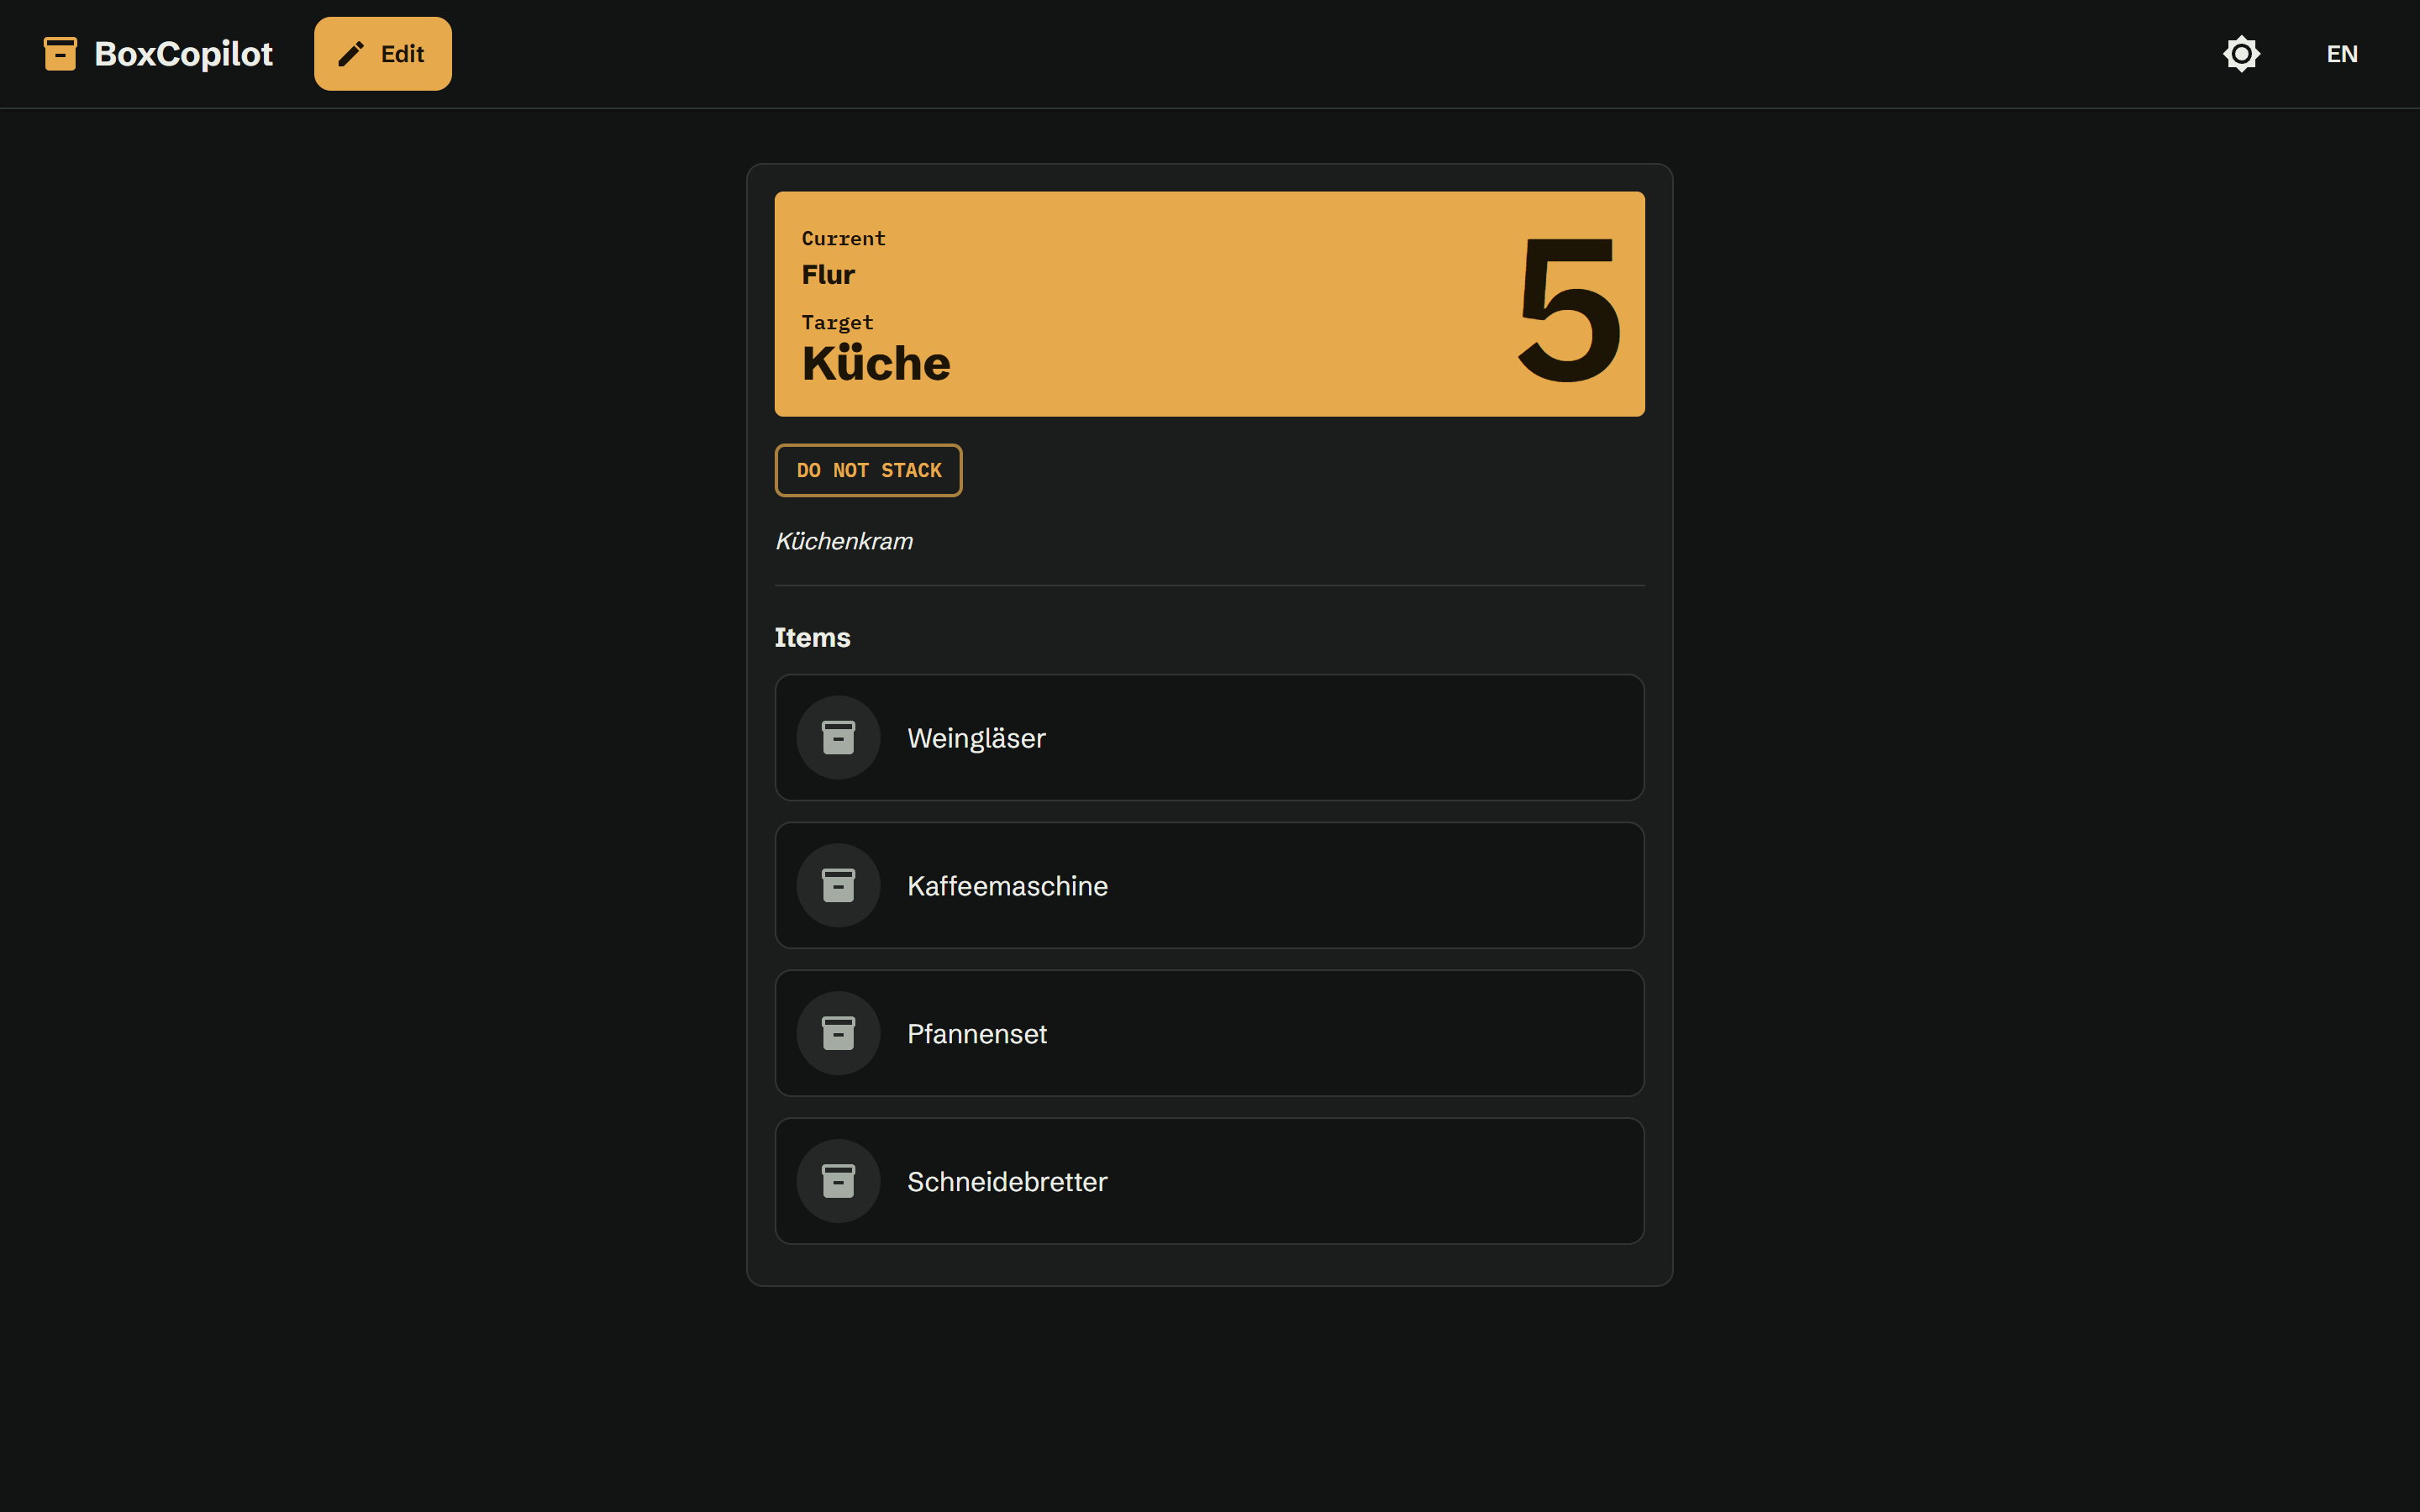 BoxCopilot
Edit
EN
Current
Flur
Target
Küche
5
DO NOT STACK
Küchenkram
Items
Weingläser
Kaffeemaschine
Pfannenset
Schneidebretter